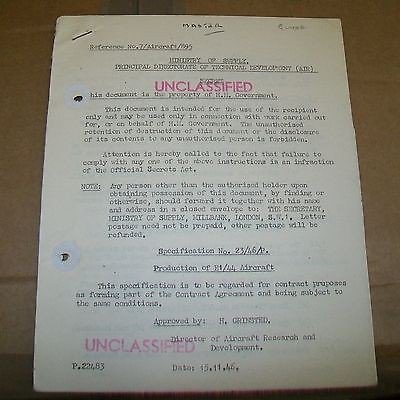 MASTER
Reference No.7/Aircraft/895
MINISTRY OF SUPPLY,
PRINCIPAL DIRECTORATE OF TECHNICAL DEVELOPMENT (AIR)
UNCLASSIFIED
his document is the property of H.M. Government.
This document is intended for the use of the recipient
only and may be used only in connection with work carried
out for, or on behalf of H.M. Government. The unauthorised
retention of destruction of this document or the disclosure
of its contents to any unauthorised person is forbidden.
Attention is hereby called to the fact that failure to
comply with any one of the above instructions is an infraction
of the official Secrets Act.
NOTE: Any person other than the authorised holder upon
obtaining possession of this document, by finding or
otherwise, should forward it together with his name
and address in a closed envelope to: THE SECRETARY,
MINISTRY OF SUPPLY, MILLBANK, LONDON, S.W.1. Letter
postage need not be prepaid, other postage will be
refunded.
Specification No. 23/46/P.
Production of E1/44 Aircraft
This specification is to be regarded for contract proposes
as forming part of the Contract Agreement and being subject to
the same conditions.
Approved by: H. GRINSTED.
UNCLASSIFIED
Director of Aircraft Research and
Development.
P.22483
Date: 15.11.46.